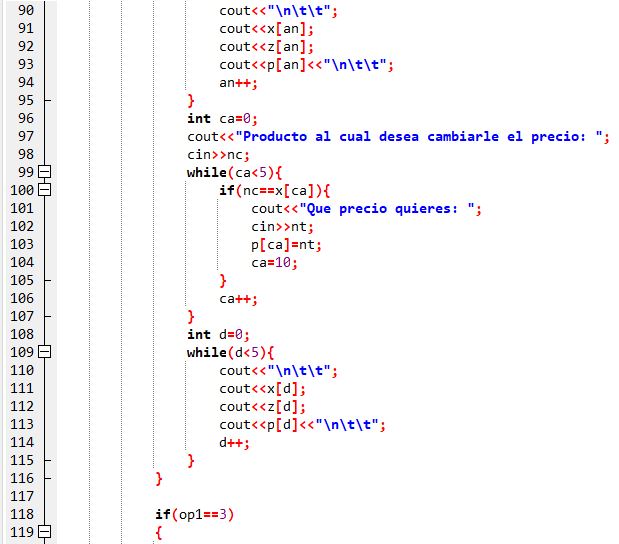 90 cout<<"\n\t\t";
91 cout<<x[an];
92 cout<<z[an];
93 cout<<p[an]<<"\n\t\t";
94 an++;
95 }
96 int ca=0;
97 cout<<"Producto al cual desea cambiarle el precio: ";
98 cin>>nc;
99 while(ca<5){
100 if(nc==x[ca]){
101 cout<<"Que precio quieres: ";
102 cin>>nt;
103 p[ca]=nt;
104 ca=10;
105 }
106 ca++;
107 }
108 int d=0;
109 while(d<5){
110 cout<<"\n\t\t";
111 cout<<x[d];
112 cout<<z[d];
113 cout<<p[d]<<"\n\t\t";
114 d++;
115 }
116 }
117
118 if(op1==3)
119 {